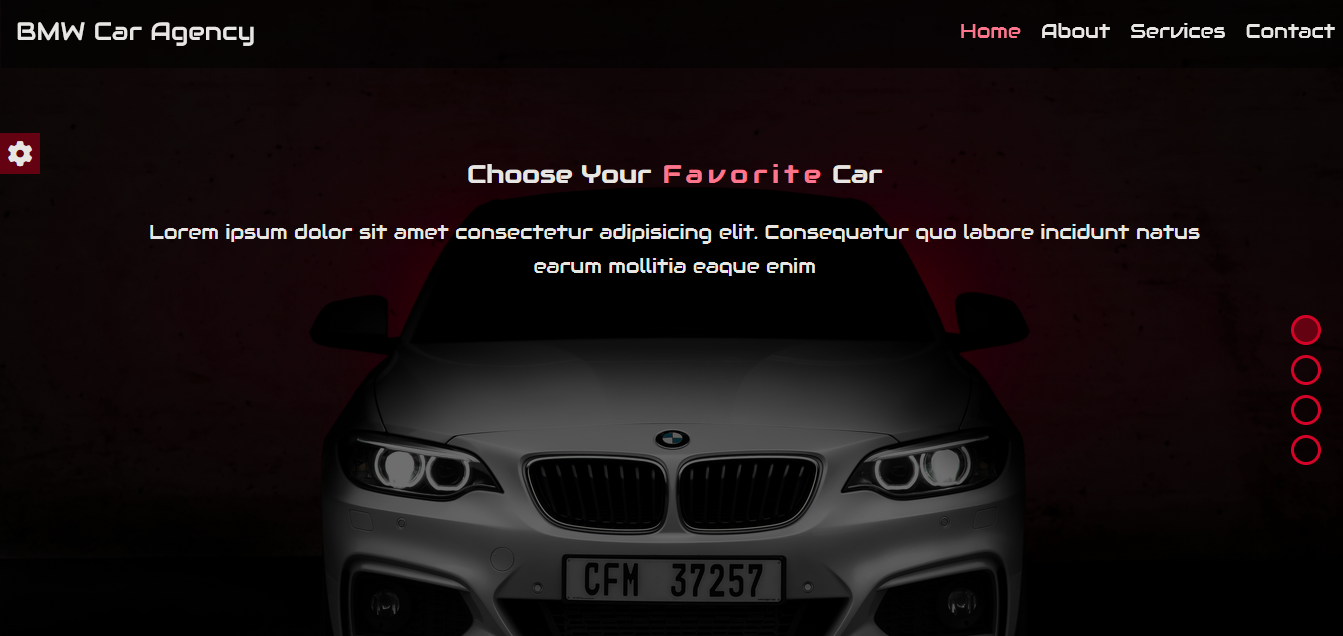 BMW Car Agency
Home About Services Contact
Choose Your Favorite Car
Lorem ipsum dolor sit amet consectetur adipisicing elit. Consequatur quo labore incidunt natus
earum mollitia eaque enim
CFM 37257